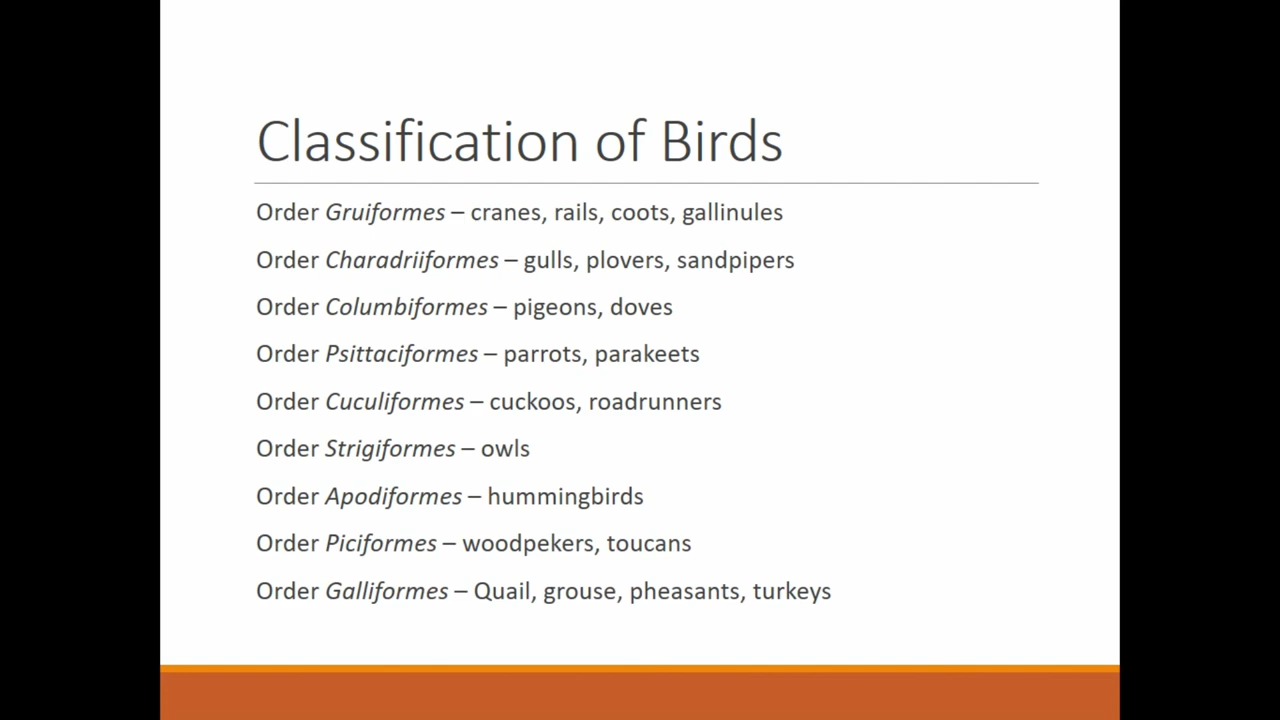 Classification of Birds
Order Gruiformes – cranes, rails, coots, gallinules
Order Charadriiformes – gulls, plovers, sandpipers
Order Columbiformes – pigeons, doves
Order Psittaciformes – parrots, parakeets
Order Cuculiformes – cuckoos, roadrunners
Order Strigiformes – owls
Order Apodiformes – hummingbirds
Order Piciformes – woodpekers, toucans
Order Galliformes – Quail, grouse, pheasants, turkeys